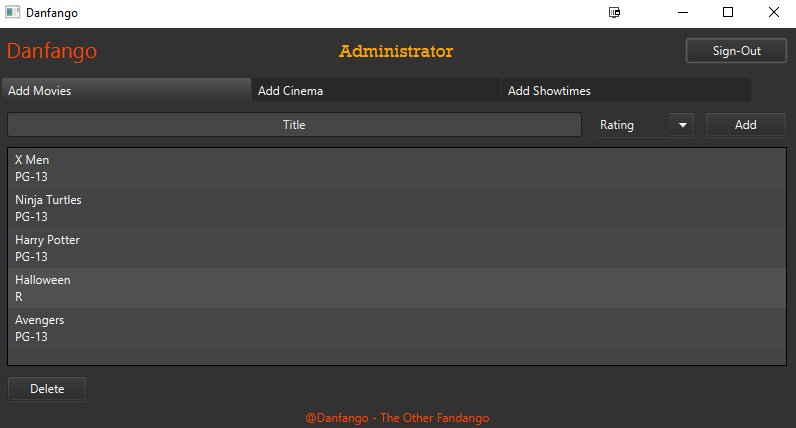 Danfango
Danfango
Administrator
Sign-Out
Add Movies
Add Cinema
Add Showtimes
Title
Rating
Add
X Men
PG-13
Ninja Turtles
PG-13
Harry Potter
PG-13
Halloween
R
Avengers
PG-13
Delete
@Danfango - The Other Fandango